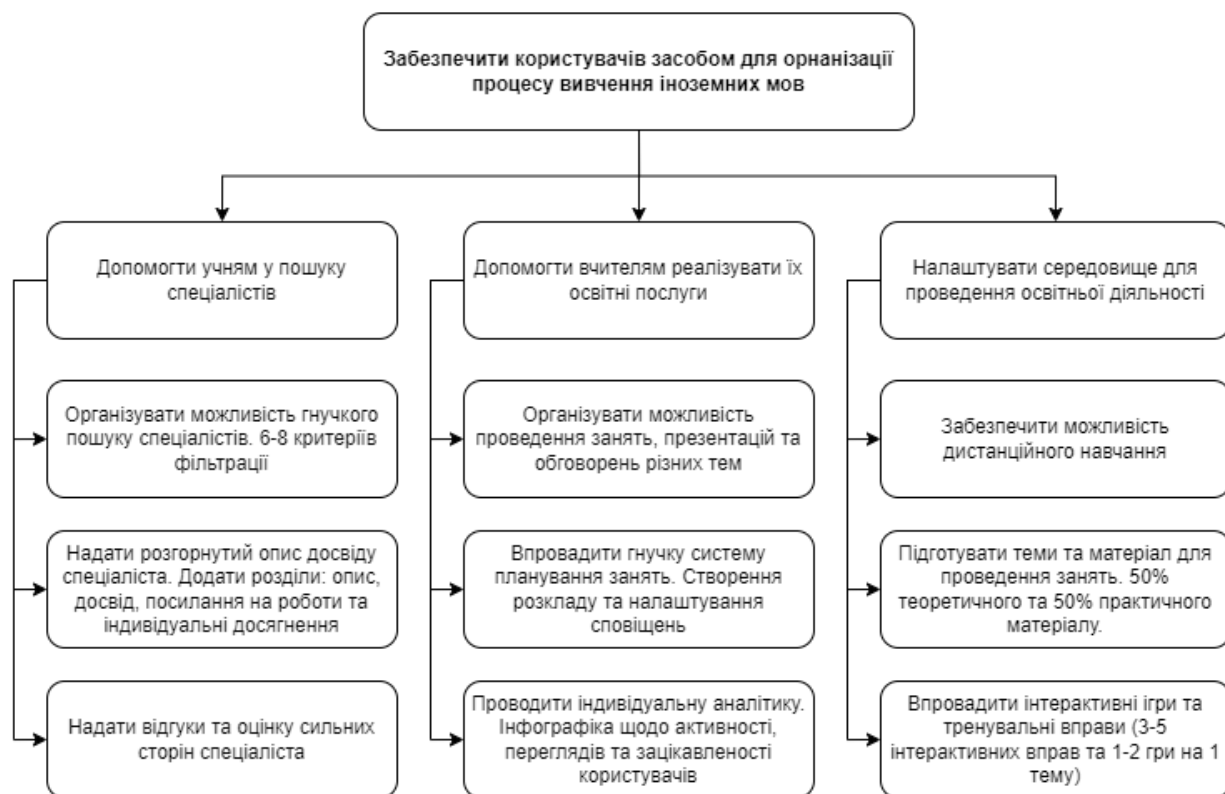 Забезпечити користувачів засобом для орнанізації
процесу вивчення іноземних мов
Допомогти учням у пошуку
спеціалістів
Організувати можливість гнучкого
пошуку спеціалістів. 6-8 критеріїв
фільтрації
Надати розгорнутий опис досвіду
спеціаліста. Додати розділи: опис,
досвід, посилання на роботи та
індивідуальні досягнення
Надати відгуки та оцінку сильних
сторін спеціаліста
Допомогти вчителям реалізувати їх
освітні послуги
Організувати можливість
проведення занять, презентацій та
обговорень різних тем
Впровадити гнучку систему
планування занять. Створення
розкладу та налаштування
сповіщень
Проводити індивідуальну аналітику.
Інфографіка щодо активності,
переглядів та зацікавленості
користувачів
Налаштувати середовище для
проведення освітньої діяльності
Забезпечити можливість
дистанційного навчання
Підготувати теми та матеріал для
проведення занять. 50%
теоретичного та 50% практичного
матеріалу.
Впровадити інтерактивні ігри та
тренувальні вправи (3-5
інтерактивних вправ та 1-2 гри на 1
тему)